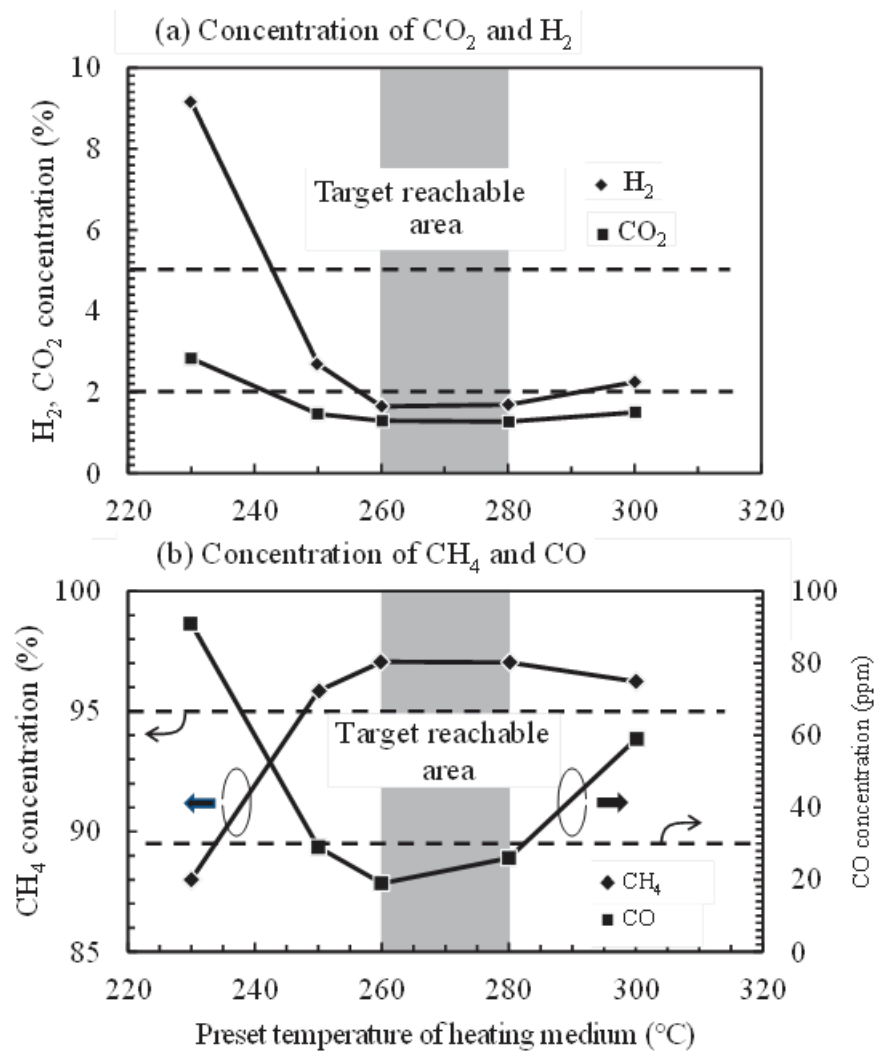 (a) Concentration of CO₂ and H₂
H₂, CO₂ concentration (%)
10
8
6
4
2
0
Target reachable
area
H₂
CO₂
220 240 260 280 300 320
(b) Concentration of CH₄ and CO
CH₄ concentration (%)
100
95
90
85
Target reachable
area
CH₄
CO
100
80
60
40
20
0
CO concentration (ppm)
220 240 260 280 300 320
Preset temperature of heating medium (°C)